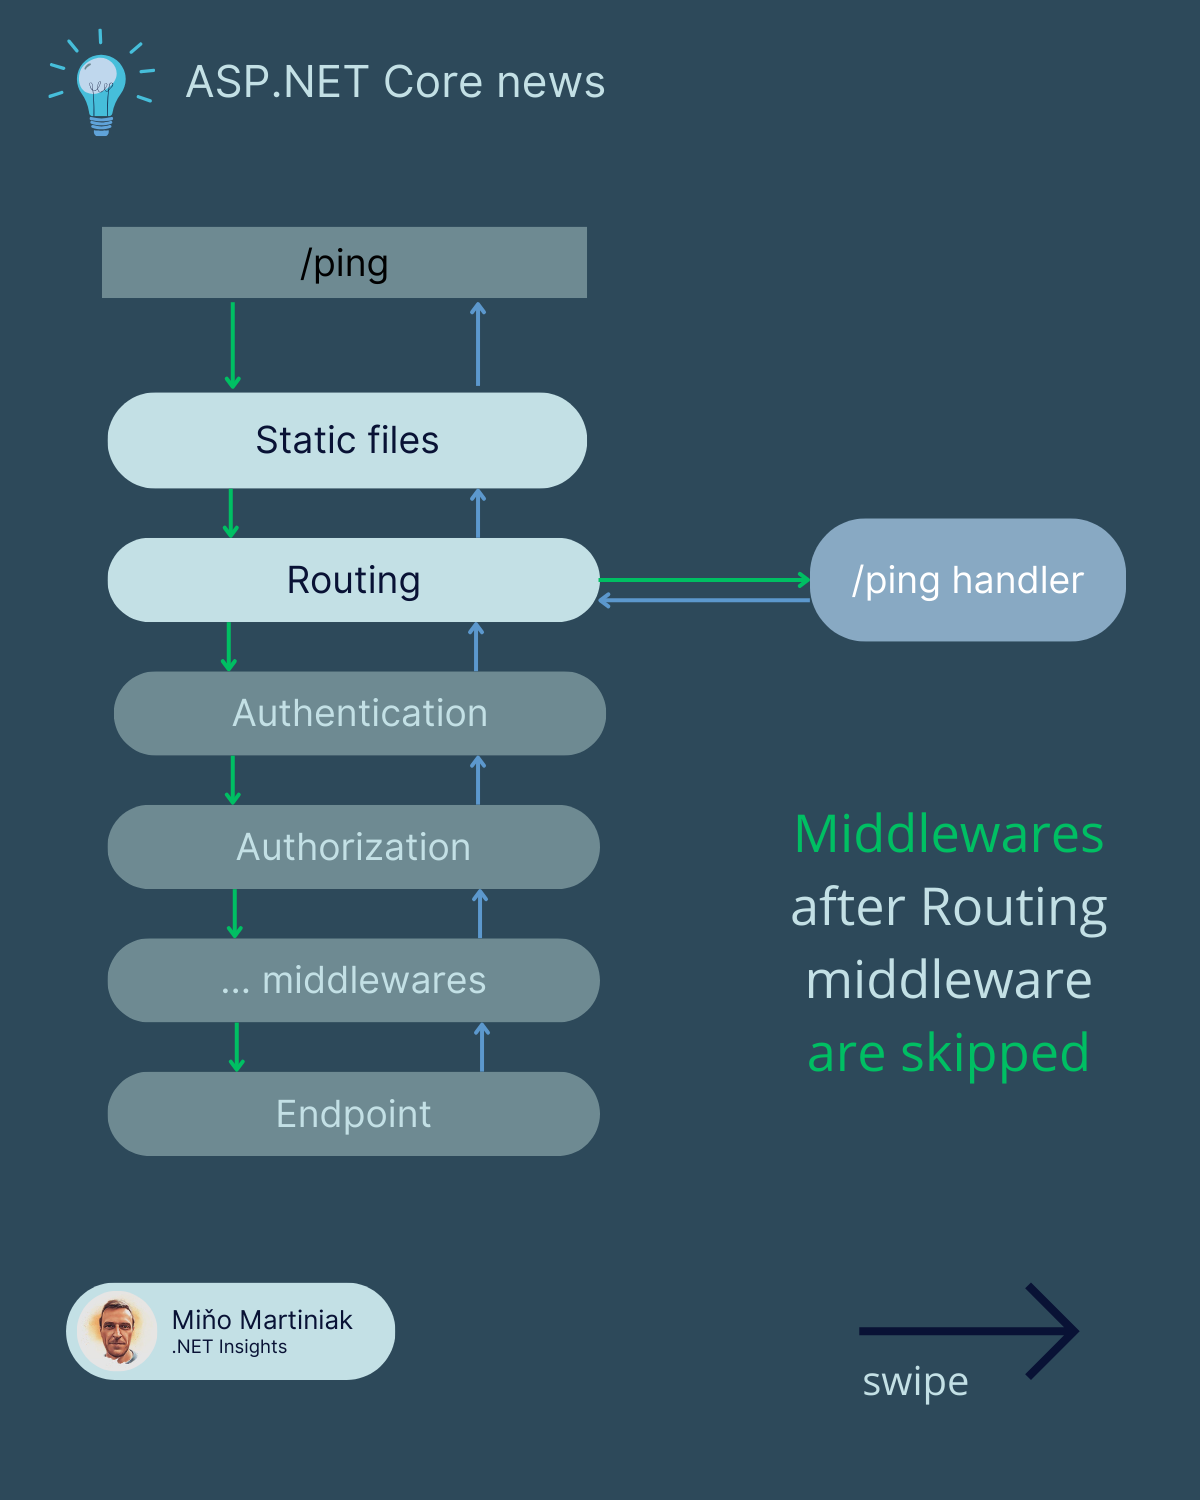 ASP.NET Core news
/ping
Static files
Routing
/ping handler
Authentication
Authorization
... middlewares
Endpoint
Middlewares
after Routing
middleware
are skipped
Miňo Martiniak
.NET Insights
swipe